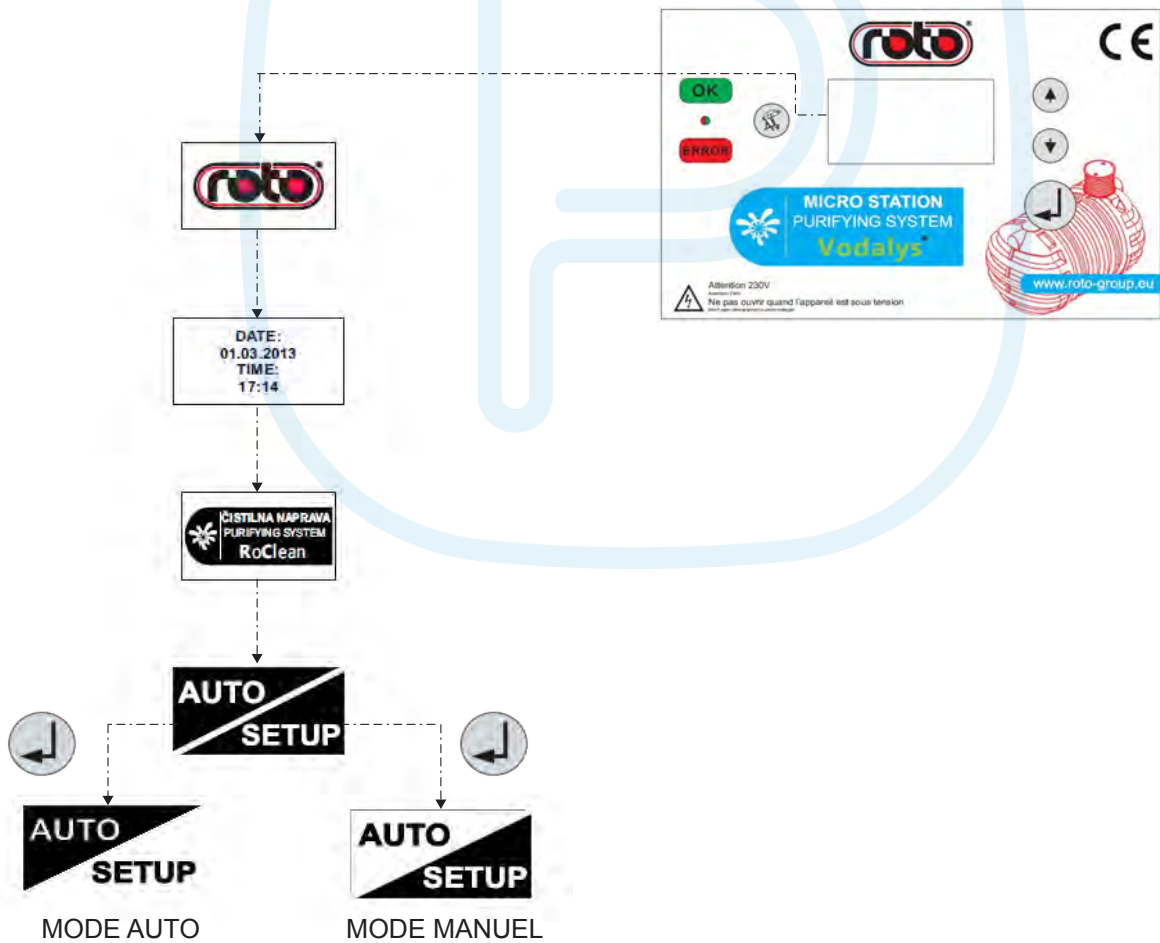 roto
CE
OK
ERROR
MICRO STATION
PURIFYING SYSTEM
Vodalys
www.roto-group.eu
Attention 230V
Ne pas ouvrir quand l'appareil est sous tension
roto
DATE:
01.03.2013
TIME:
17:14
ČISTILNA NAPRAVA
PURIFYING SYSTEM
RoClean
AUTO
SETUP
AUTO
SETUP
AUTO
SETUP
MODE AUTO
MODE MANUEL